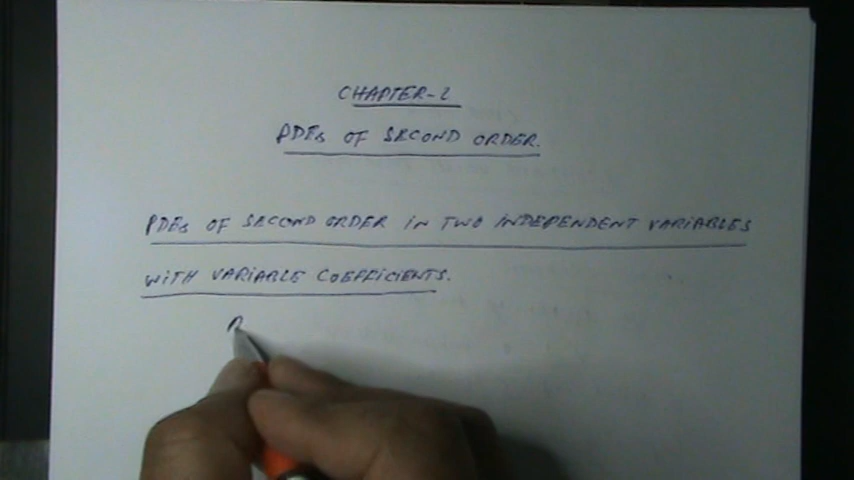 CHAPTER-2
PDEs OF SECOND ORDER.
PDEs OF SECOND ORDER IN TWO INDEPENDENT VARIABLES
WITH VARIABLE COEFFICIENTS.